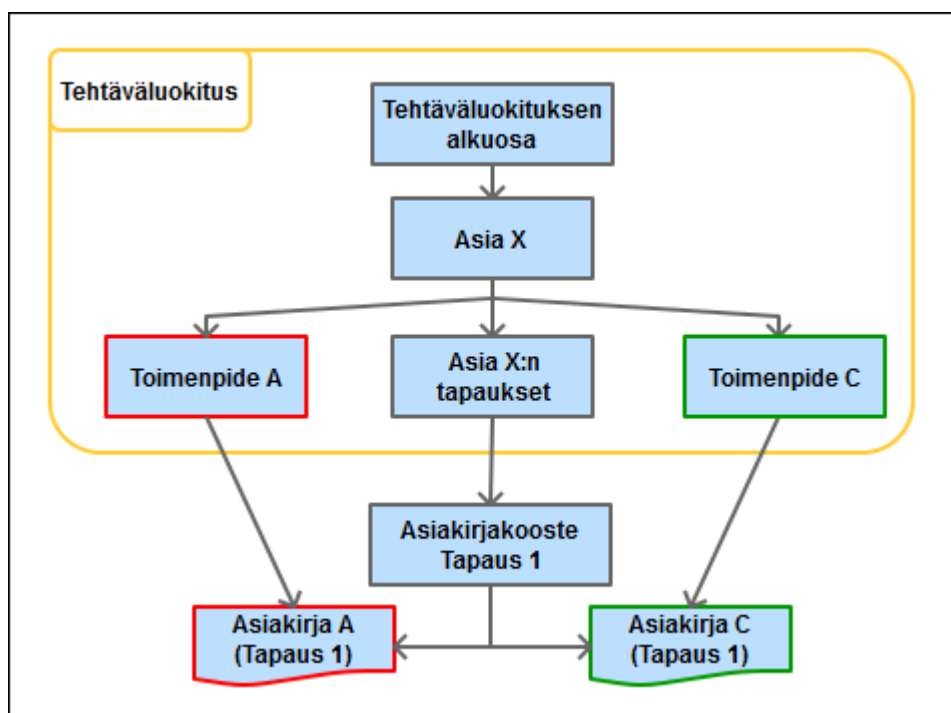 Tehtäväluokitus
Tehtäväluokituksen
alkuosa
Asia X
Toimenpide A
Asia X:n
tapaukset
Toimenpide C
Asiakirjakooste
Tapaus 1
Asiakirja A
(Tapaus 1)
Asiakirja C
(Tapaus 1)